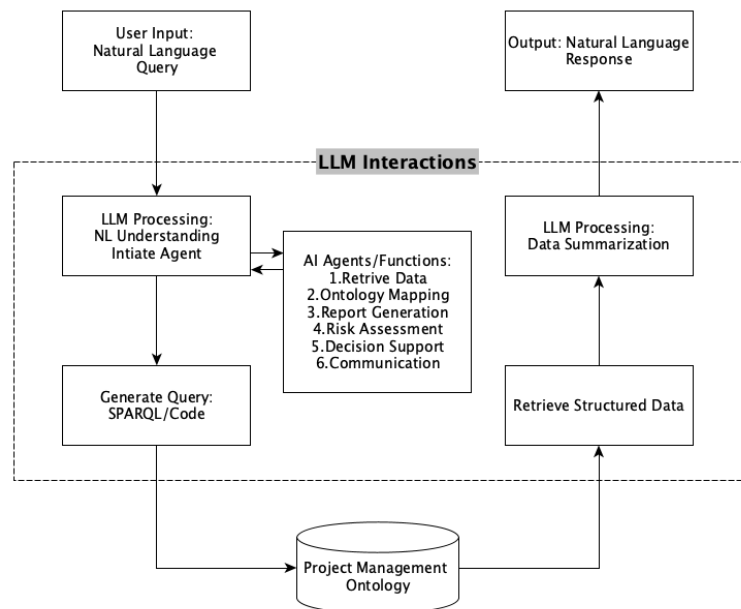 User Input:
Natural Language
Query
Output: Natural Language
Response
LLM Interactions
LLM Processing:
NL Understanding
Intiate Agent
AI Agents/Functions:
1.Retrive Data
2.Ontology Mapping
3.Report Generation
4.Risk Assessment
5.Decision Support
6.Communication
LLM Processing:
Data Summarization
Generate Query:
SPARQL/Code
Retrieve Structured Data
Project Management
Ontology